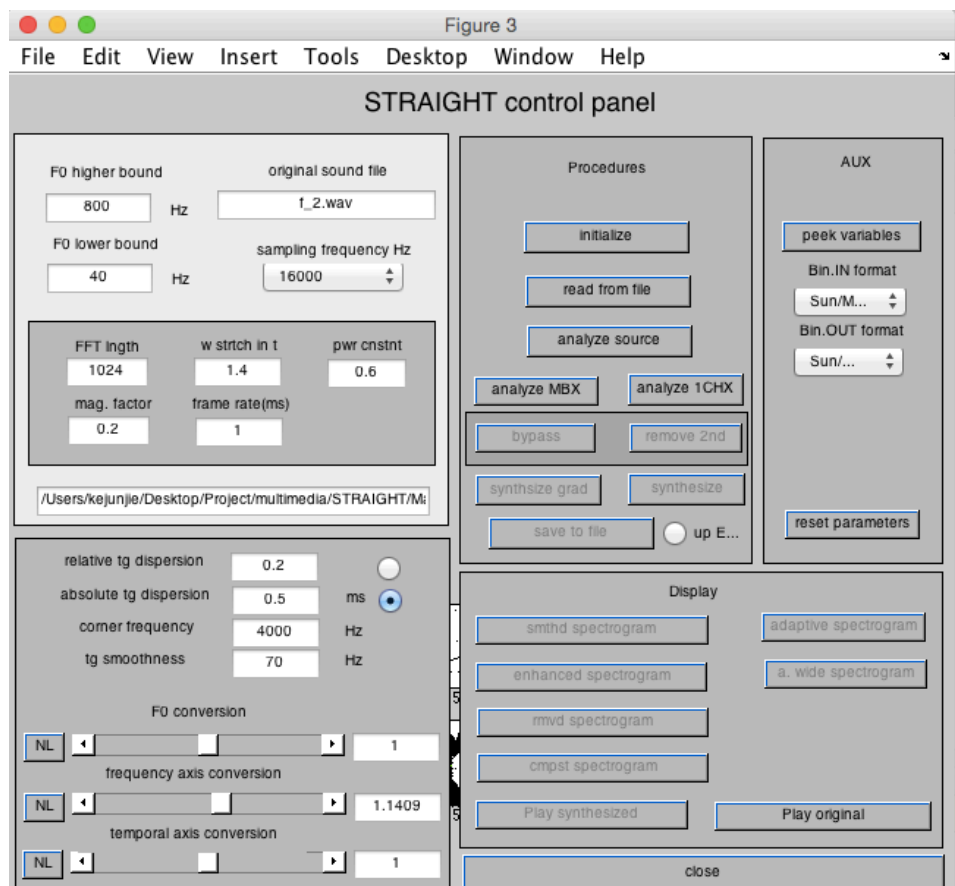 Figure 3
File Edit View Insert Tools Desktop Window Help
STRAIGHT control panel
F0 higher bound
800 Hz
original sound file
f_2.wav
F0 lower bound
40 Hz
sampling frequency Hz
16000
FFT lngth
1024
w strtch in t
1.4
pwr cnstnt
0.6
mag. factor
0.2
frame rate(ms)
1
/Users/kejunjie/Desktop/Project/multimedia/STRAIGHT/Ma
relative tg dispersion 0.2
absolute tg dispersion 0.5 ms
corner frequency 4000 Hz
tg smoothness 70 Hz
F0 conversion
NL 1
frequency axis conversion
NL 1.1409
temporal axis conversion
NL 1
Procedures
initialize
read from file
analyze source
analyze MBX analyze 1CHX
bypass remove 2nd
synthsize grad synthesize
save to file up E...
AUX
peek variables
Bin.IN format
Sun/M...
Bin.OUT format
Sun/...
reset parameters
Display
smthd spectrogram adaptive spectrogram
enhanced spectrogram a. wide spectrogram
rmvd spectrogram
cmpst spectrogram
Play synthesized Play original
close
5
5